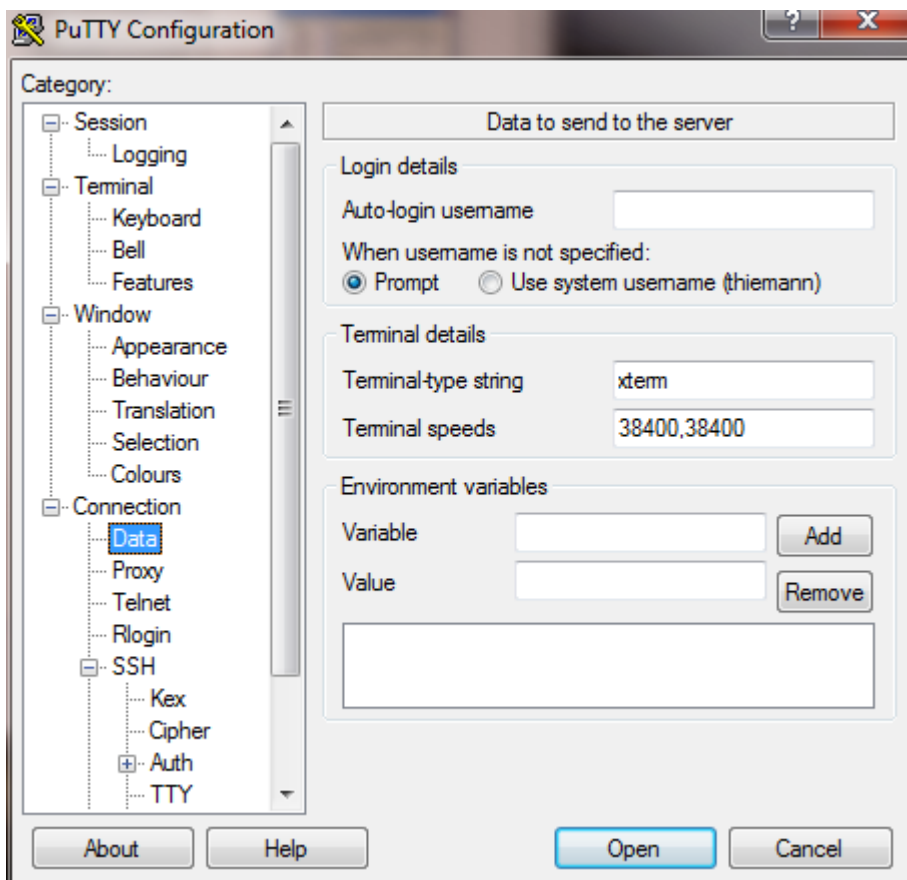 PuTTY Configuration
?
x
Category:
Session
Logging
Terminal
Keyboard
Bell
Features
Window
Appearance
Behaviour
Translation
Selection
Colours
Connection
Data
Proxy
Telnet
Rlogin
SSH
Kex
Cipher
Auth
TTY
Data to send to the server
Login details
Auto-login username
When username is not specified:
Prompt Use system username (thiemann)
Terminal details
Terminal-type string xterm
Terminal speeds 38400,38400
Environment variables
Variable Add
Value Remove
About Help Open Cancel